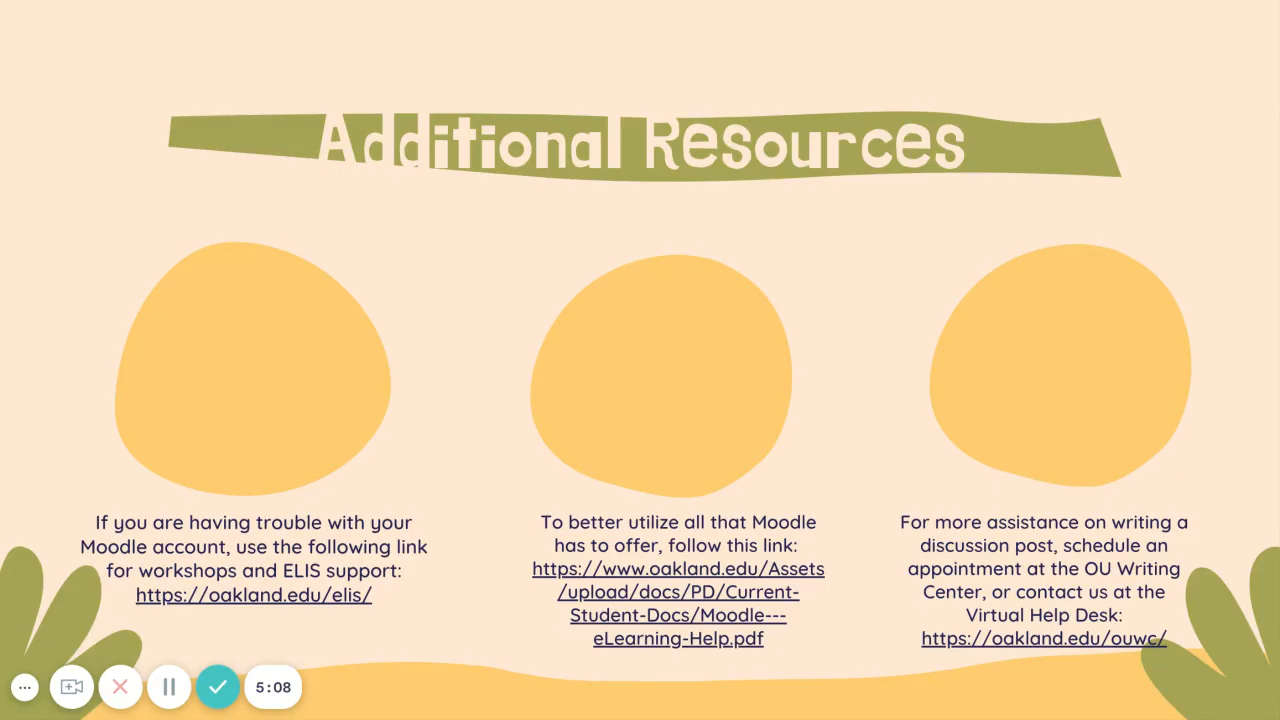 Additional Resources
If you are having trouble with your
Moodle account, use the following link
for workshops and ELIS support:
https://oakland.edu/elis/
To better utilize all that Moodle
has to offer, follow this link:
https://www.oakland.edu/Assets
/upload/docs/PD/Current-
Student-Docs/Moodle---
eLearning-Help.pdf
For more assistance on writing a
discussion post, schedule an
appointment at the OU Writing
Center, or contact us at the
Virtual Help Desk:
https://oakland.edu/ouwc/
5:08